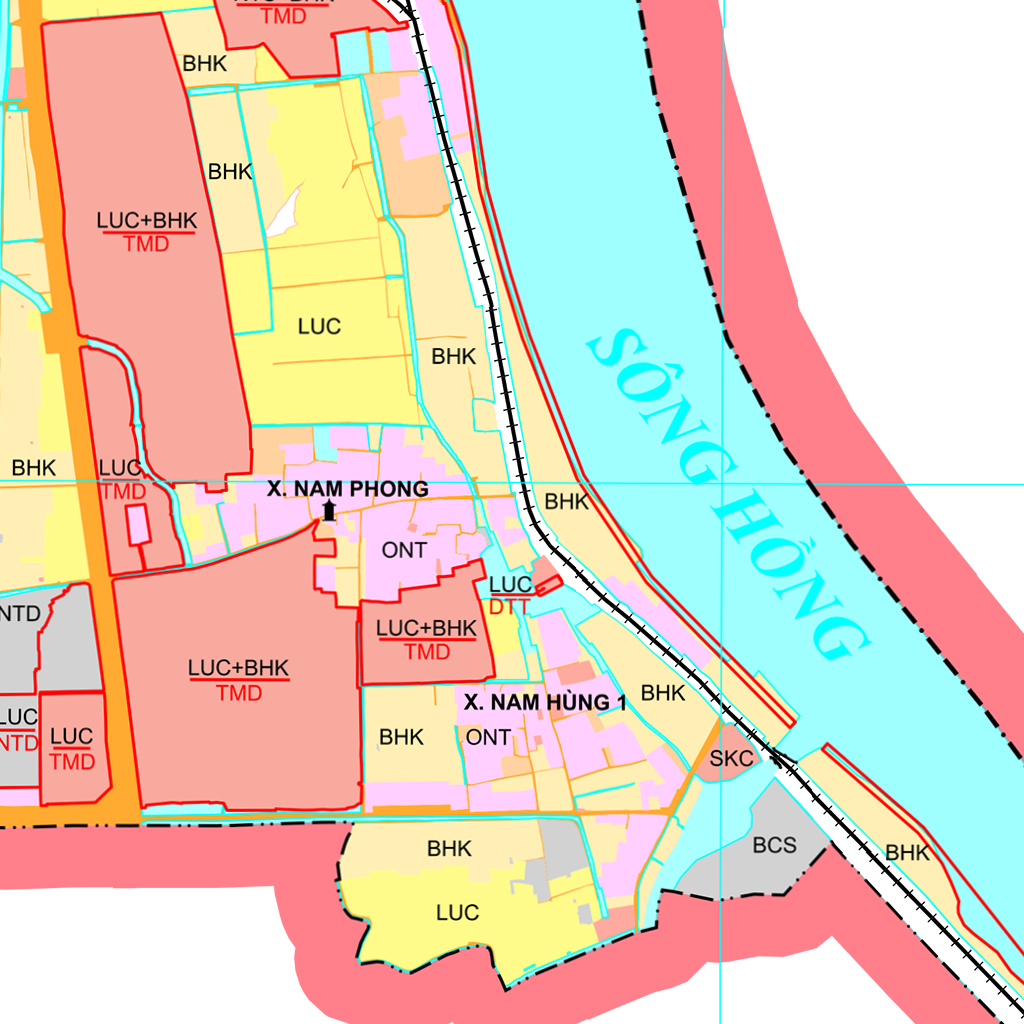 TMD
BHK
BHK
LUC+BHK
TMD
LUC
BHK
SÔNG HỒNG
BHK
LUC
TMD
X. NAM PHONG
BHK
ONT
LUC
DTT
NTD
LUC+BHK
TMD
LUC+BHK
TMD
BHK
X. NAM HÙNG 1
LUC
NTD
LUC
TMD
BHK
ONT
SKC
BHK
BCS
BHK
LUC